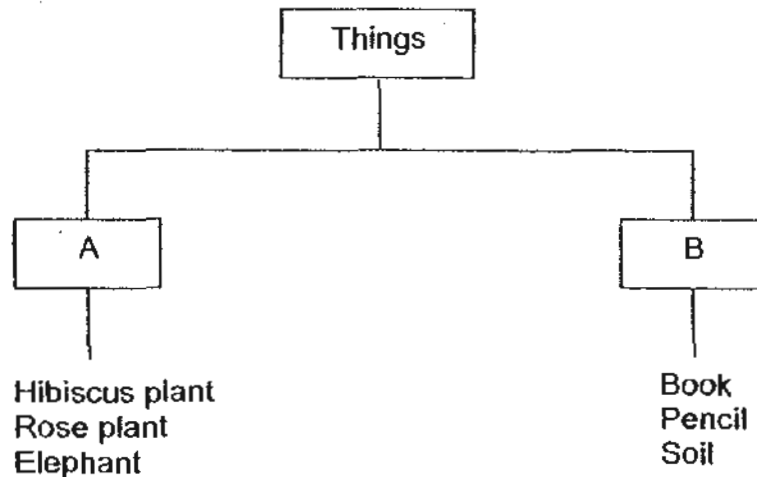 Things
A
B
Hibiscus plant
Rose plant
Elephant
Book
Pencil
Soil